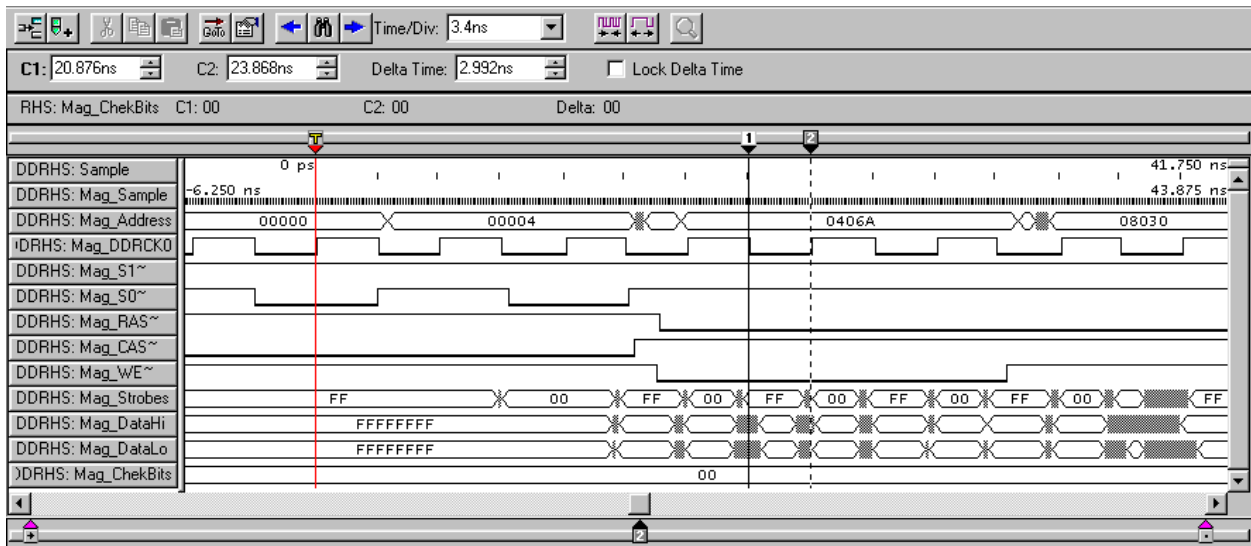 GoTo Time/Div: 3.4ns
C1: 20.876ns C2: 23.868ns Delta Time: 2.992ns Lock Delta Time
RHS: Mag_ChekBits C1: 00 C2: 00 Delta: 00
T 1 2
DDRHS: Sample 0 ps 41.750 ns
DDRHS: Mag_Sample -6.250 ns 43.875 ns
DDRHS: Mag_Address 00000 00004 0406A 08030
DRHS: Mag_DDRCK0
DDRHS: Mag_S1~
DDRHS: Mag_S0~
DDRHS: Mag_RAS~
DDRHS: Mag_CAS~
DDRHS: Mag_WE~
DDRHS: Mag_Strobes FF 00 FF 00 FF 00 FF 00 FF 00 FF
DDRHS: Mag_DataHi FFFFFFFF
DDRHS: Mag_DataLo FFFFFFFF
DDRHS: Mag_ChekBits 00
2